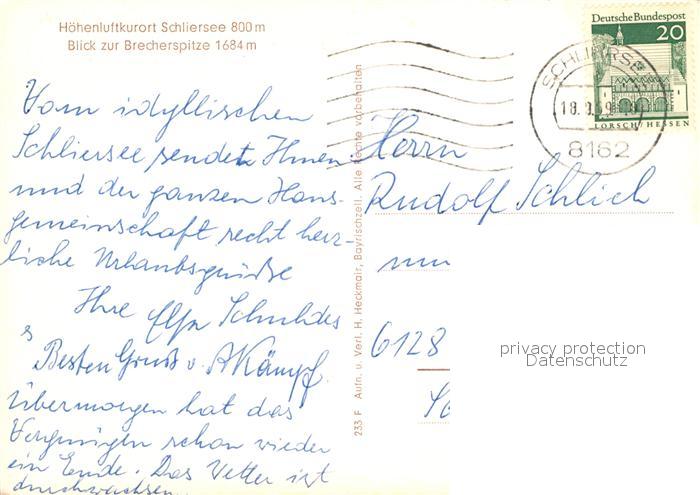 Höhenluftkurort Schliersee 800 m
Blick zur Brecherspitze 1684 m
Deutsche Bundespost
20
LORSCH/HESSEN
SCHLIERSEE
8162
Vom idyllischen
Schliersee sendet Ihnen
und der ganzen Haus-
gemeinschaft recht herz-
liche Urlaubsgrüße
Ihre
Besten Gruß v. A Kämpf.
Übermorgen hat das
Vergnügen schon wieder
ein Ende. Das Wetter ist
durchwachsen
233 F Aufn. u. Verl. H. Heckmair, Bayrischzell. Alle Rechte vorbehalten
Herrn
Rudolf Schlich
6128
privacy protection
Datenschutz